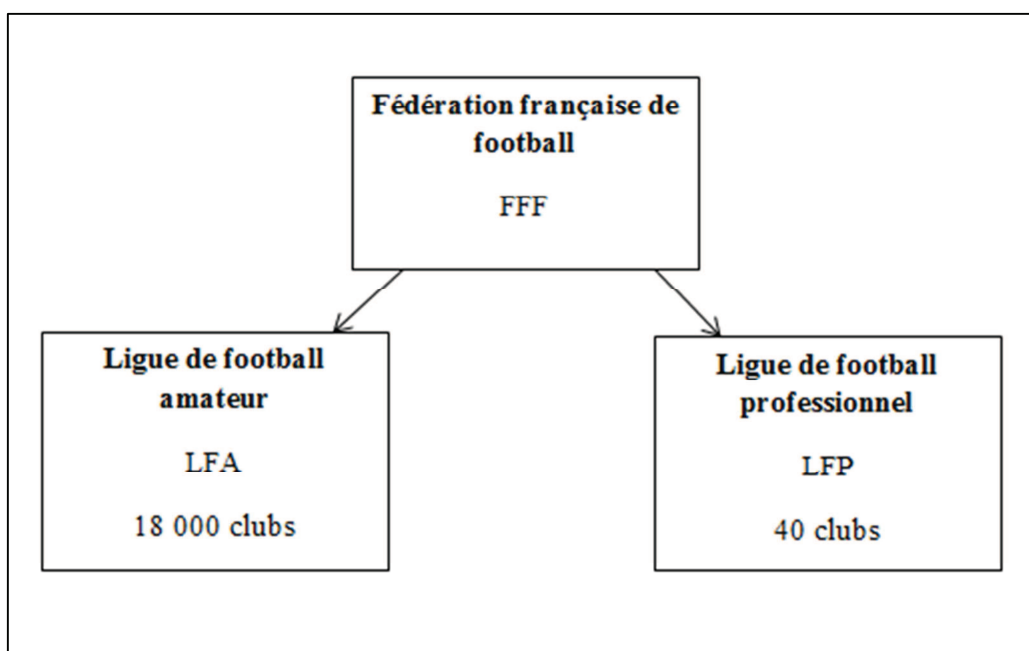 Fédération française de
football
FFF
Ligue de football
amateur
LFA
18 000 clubs
Ligue de football
professionnel
LFP
40 clubs